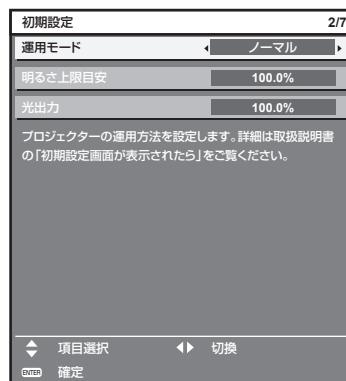 初期設定 2/7
運用モード ノーマル
明るさ上限目安 100.0%
光出力 100.0%
プロジェクターの運用方法を設定します。詳細は取扱説明書
の「初期設定画面が表示されたら」をご覧ください。
項目選択 切換
ENTER 確定